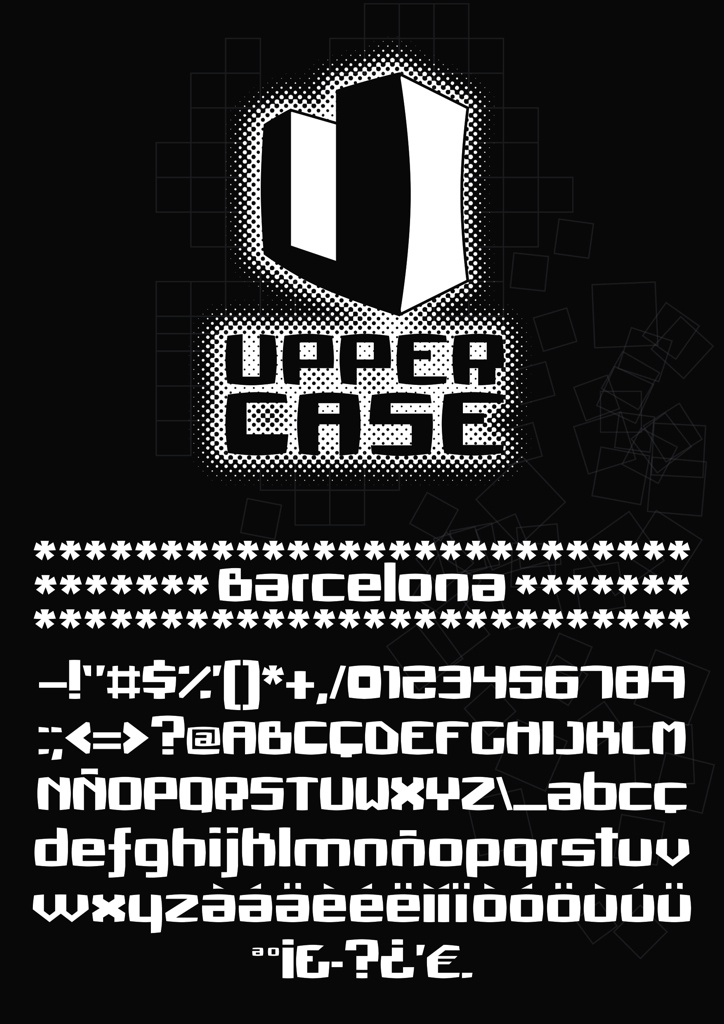 UPPER
CASE
**************************
******* Barcelona *******
**************************
-!"#$%'[]*+,/0123456789
:;<=>?@ABCÇDEFGHIJKLM
NÑOPQRSTUWXYZ\_abcç
defghijklmnñopqrstuv
wxyzàáäèéëìíïòóöùúü
ªº¡£-?¿'€.